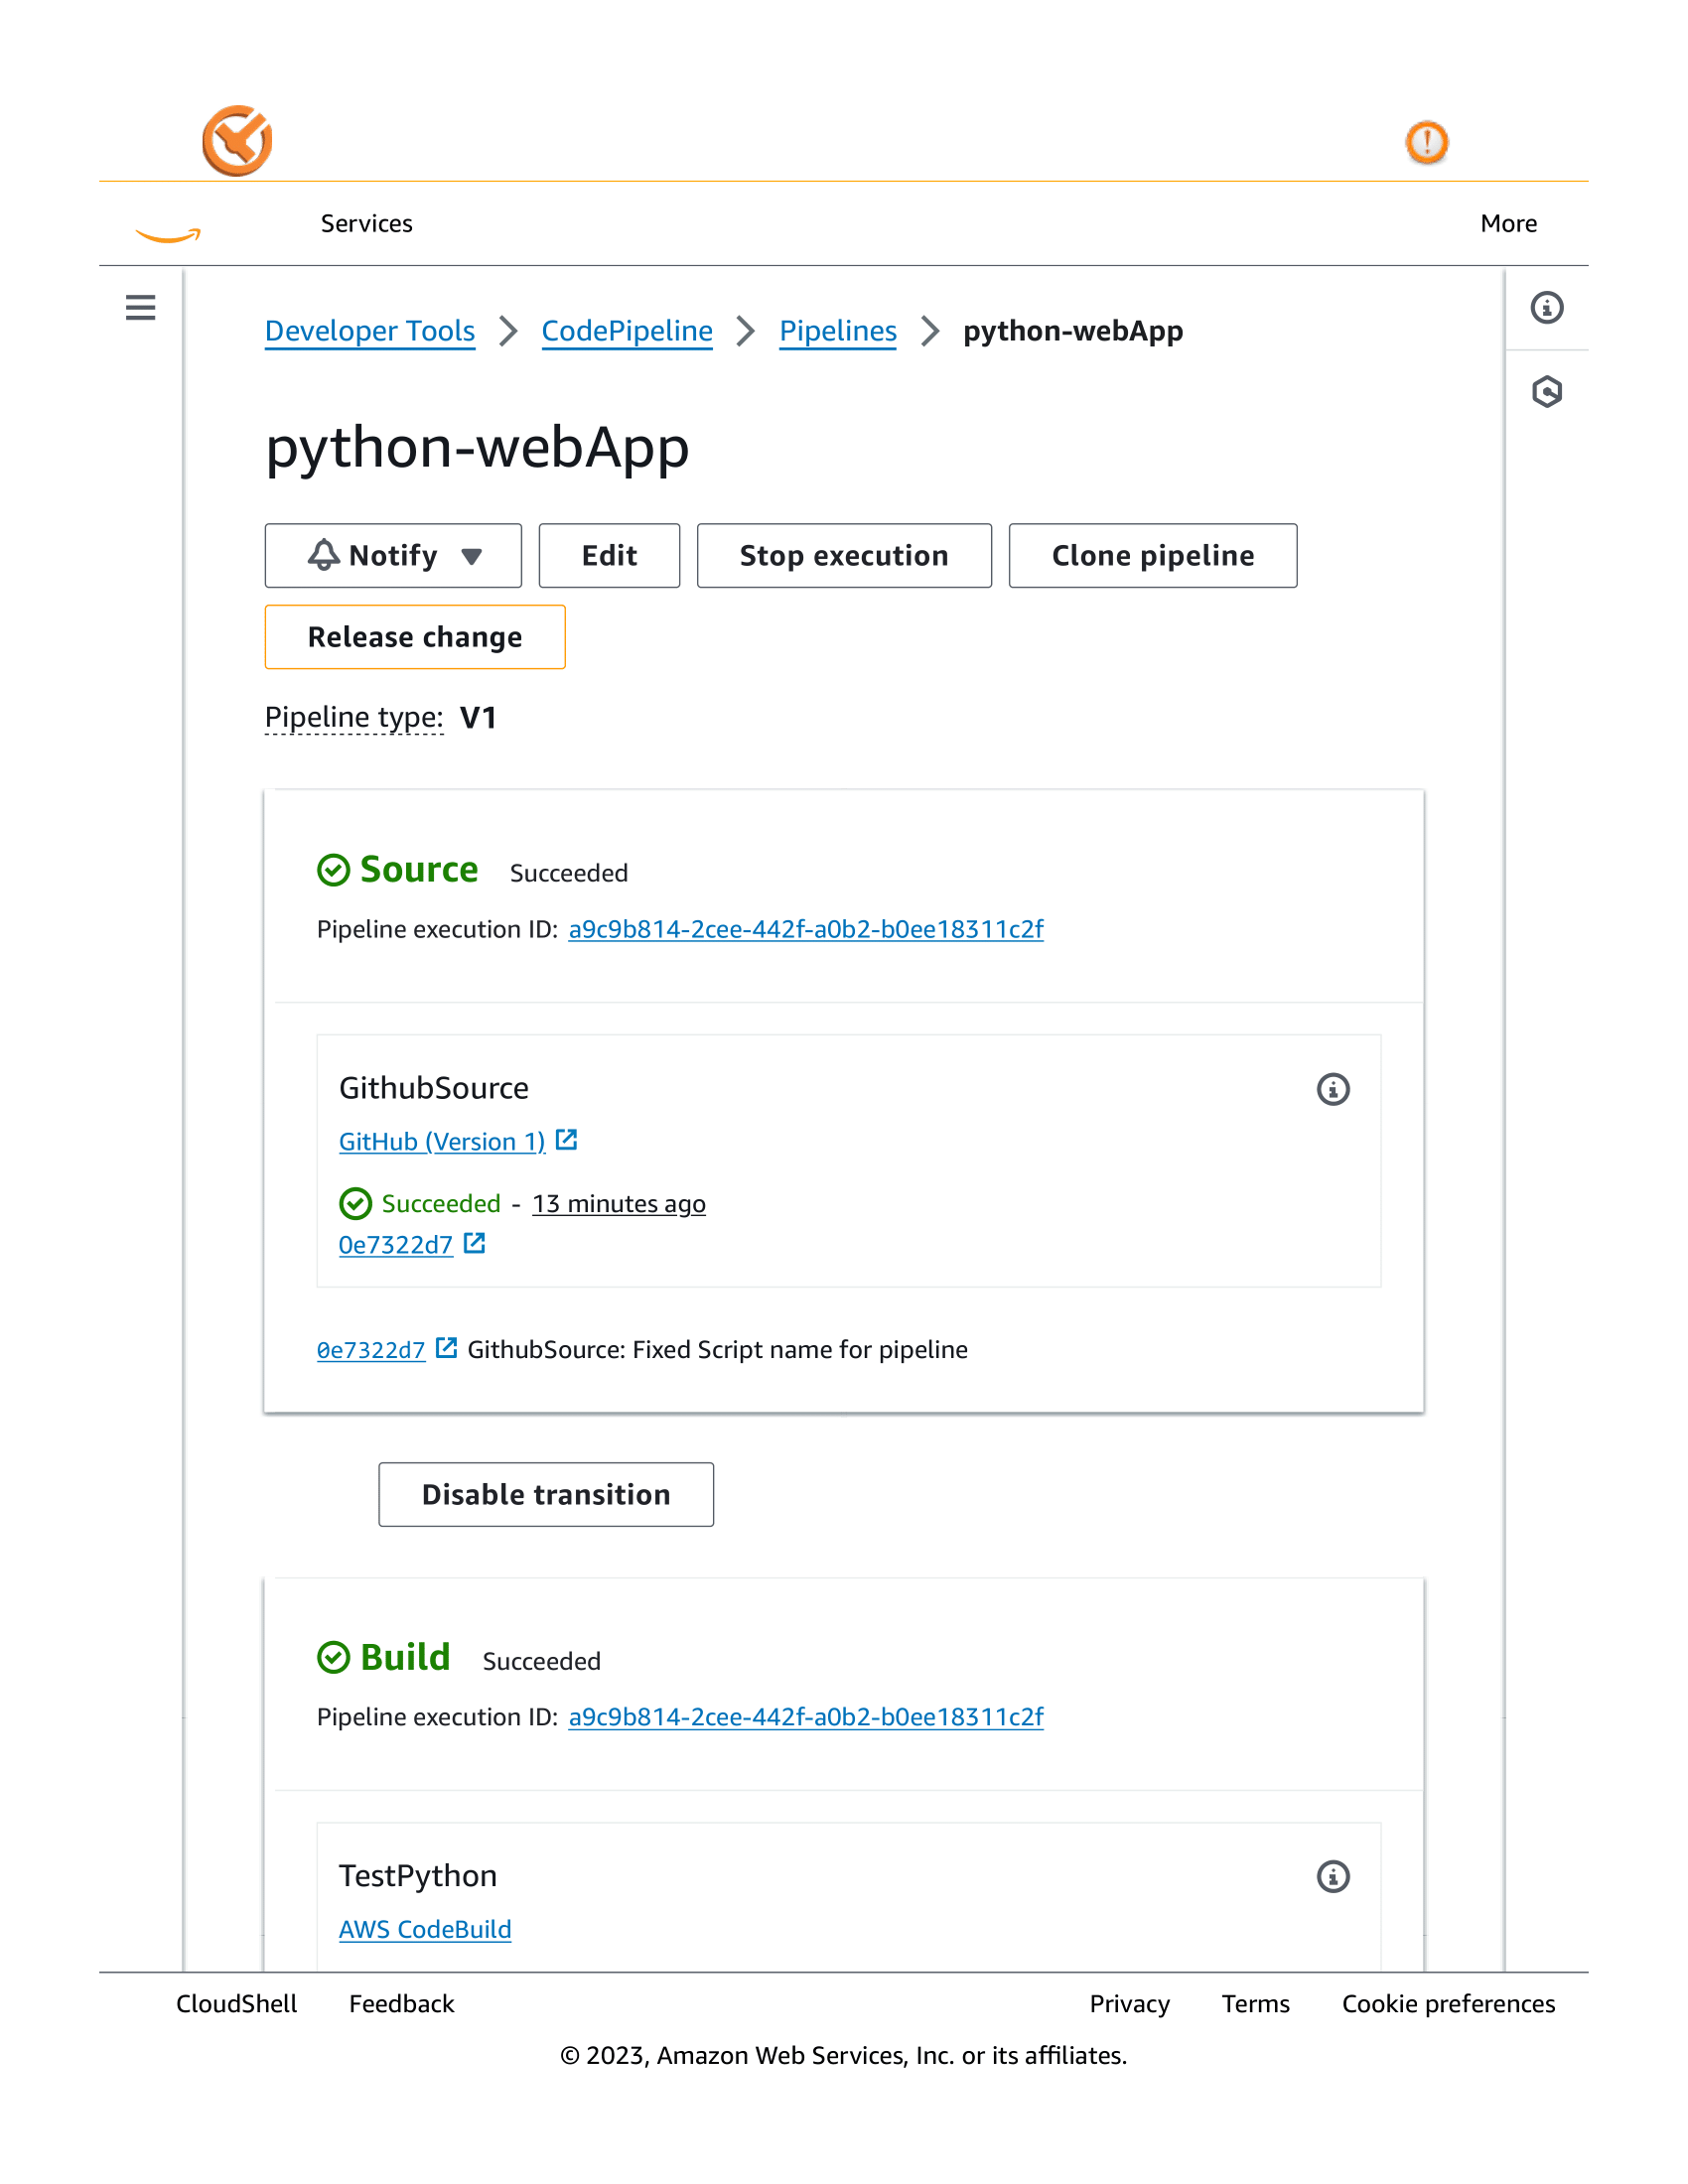 Services More
Developer Tools CodePipeline Pipelines python-webApp
python-webApp
Notify Edit Stop execution Clone pipeline
Release change
Pipeline type: V1
Source Succeeded
Pipeline execution ID: a9c9b814-2cee-442f-a0b2-b0ee18311c2f
GithubSource
GitHub (Version 1)
Succeeded - 13 minutes ago
0e7322d7
0e7322d7 GithubSource: Fixed Script name for pipeline
Disable transition
Build Succeeded
Pipeline execution ID: a9c9b814-2cee-442f-a0b2-b0ee18311c2f
TestPython
AWS CodeBuild
CloudShell Feedback Privacy Terms Cookie preferences
© 2023, Amazon Web Services, Inc. or its affiliates.